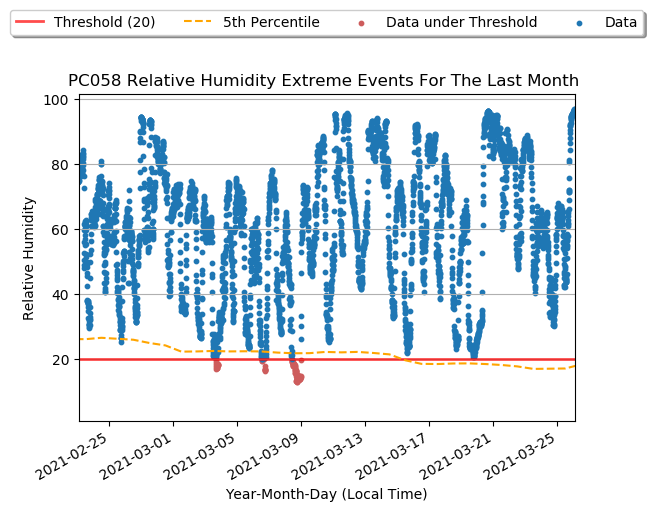 Threshold (20) 5th Percentile Data under Threshold Data
PC058 Relative Humidity Extreme Events For The Last Month
Relative Humidity
100
80
60
40
20
2021-02-25 2021-03-01 2021-03-05 2021-03-09 2021-03-13 2021-03-17 2021-03-21 2021-03-25
Year-Month-Day (Local Time)